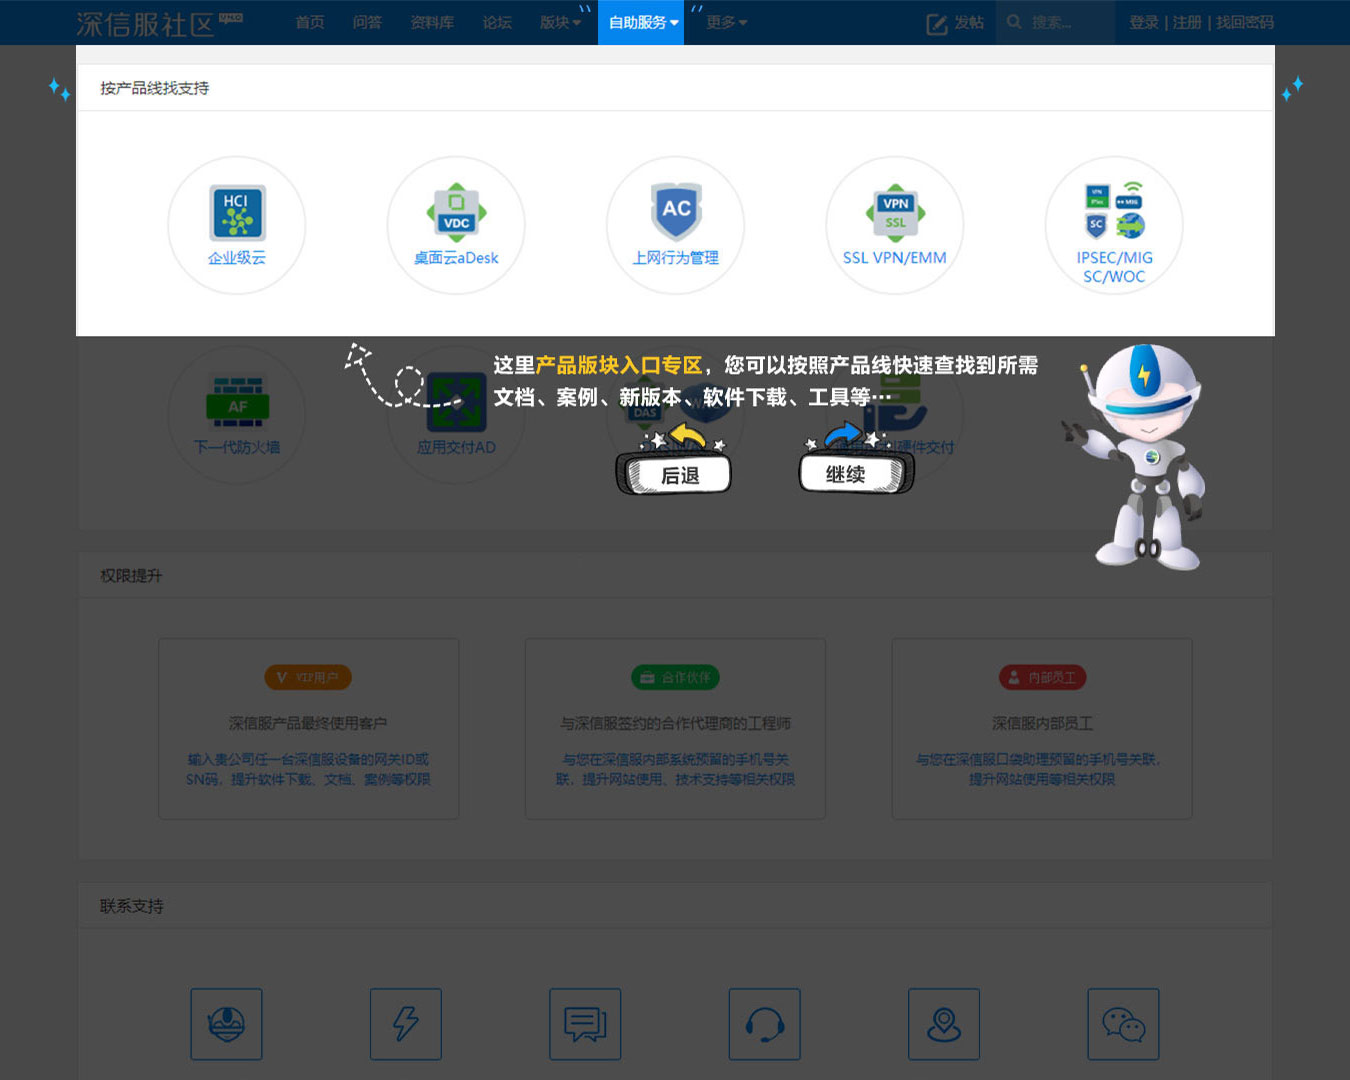 深信服社区
首页 问答 资料库 论坛 版块 自助服务 更多 发帖 搜索... 登录 | 注册 | 找回密码
按产品线找支持
HCI
企业级云
VDC
桌面云aDesk
AC
上网行为管理
VPN
SSL
SSL VPN/EMM
VPN
SC
IPSEC/MIG
SC/WOC
这里产品版块入口专区，您可以按照产品线快速查找到所需
文档、案例、新版本、软件下载、工具等…
AF
下一代防火墙
应用交付AD
DAS
硬件交付
后退
继续
权限提升
V VIP用户
深信服产品最终使用客户
输入贵公司任一台深信服设备的网关ID或
SN码，提升软件下载、文档、案例等权限
合作伙伴
与深信服签约的合作代理商的工程师
与您在深信服内部系统预留的手机号关
联，提升网站使用、技术支持等相关权限
内部员工
深信服内部员工
与您在深信服口袋助理预留的手机号关联，
提升网站使用等相关权限
联系支持